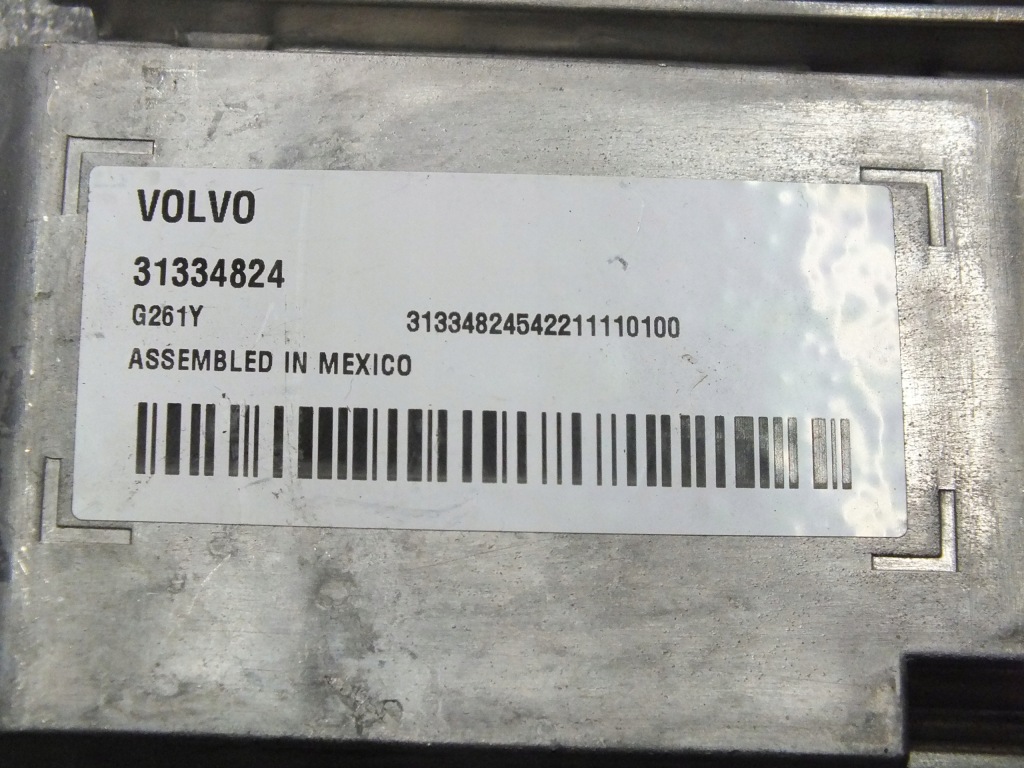 VOLVO
31334824
G261Y
31334824542211110100
ASSEMBLED IN MEXICO